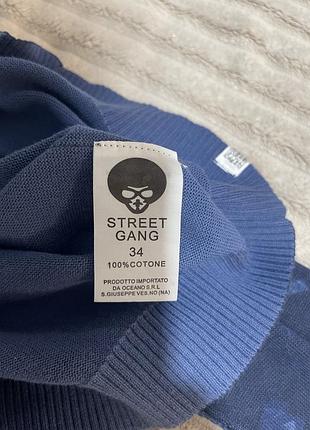 STREET
GANG
34
100%COTONE
PRODOTTO IMPORTATO
DA OCEANO S.R.L
S.GIUSEPPE VES.NO (NA)